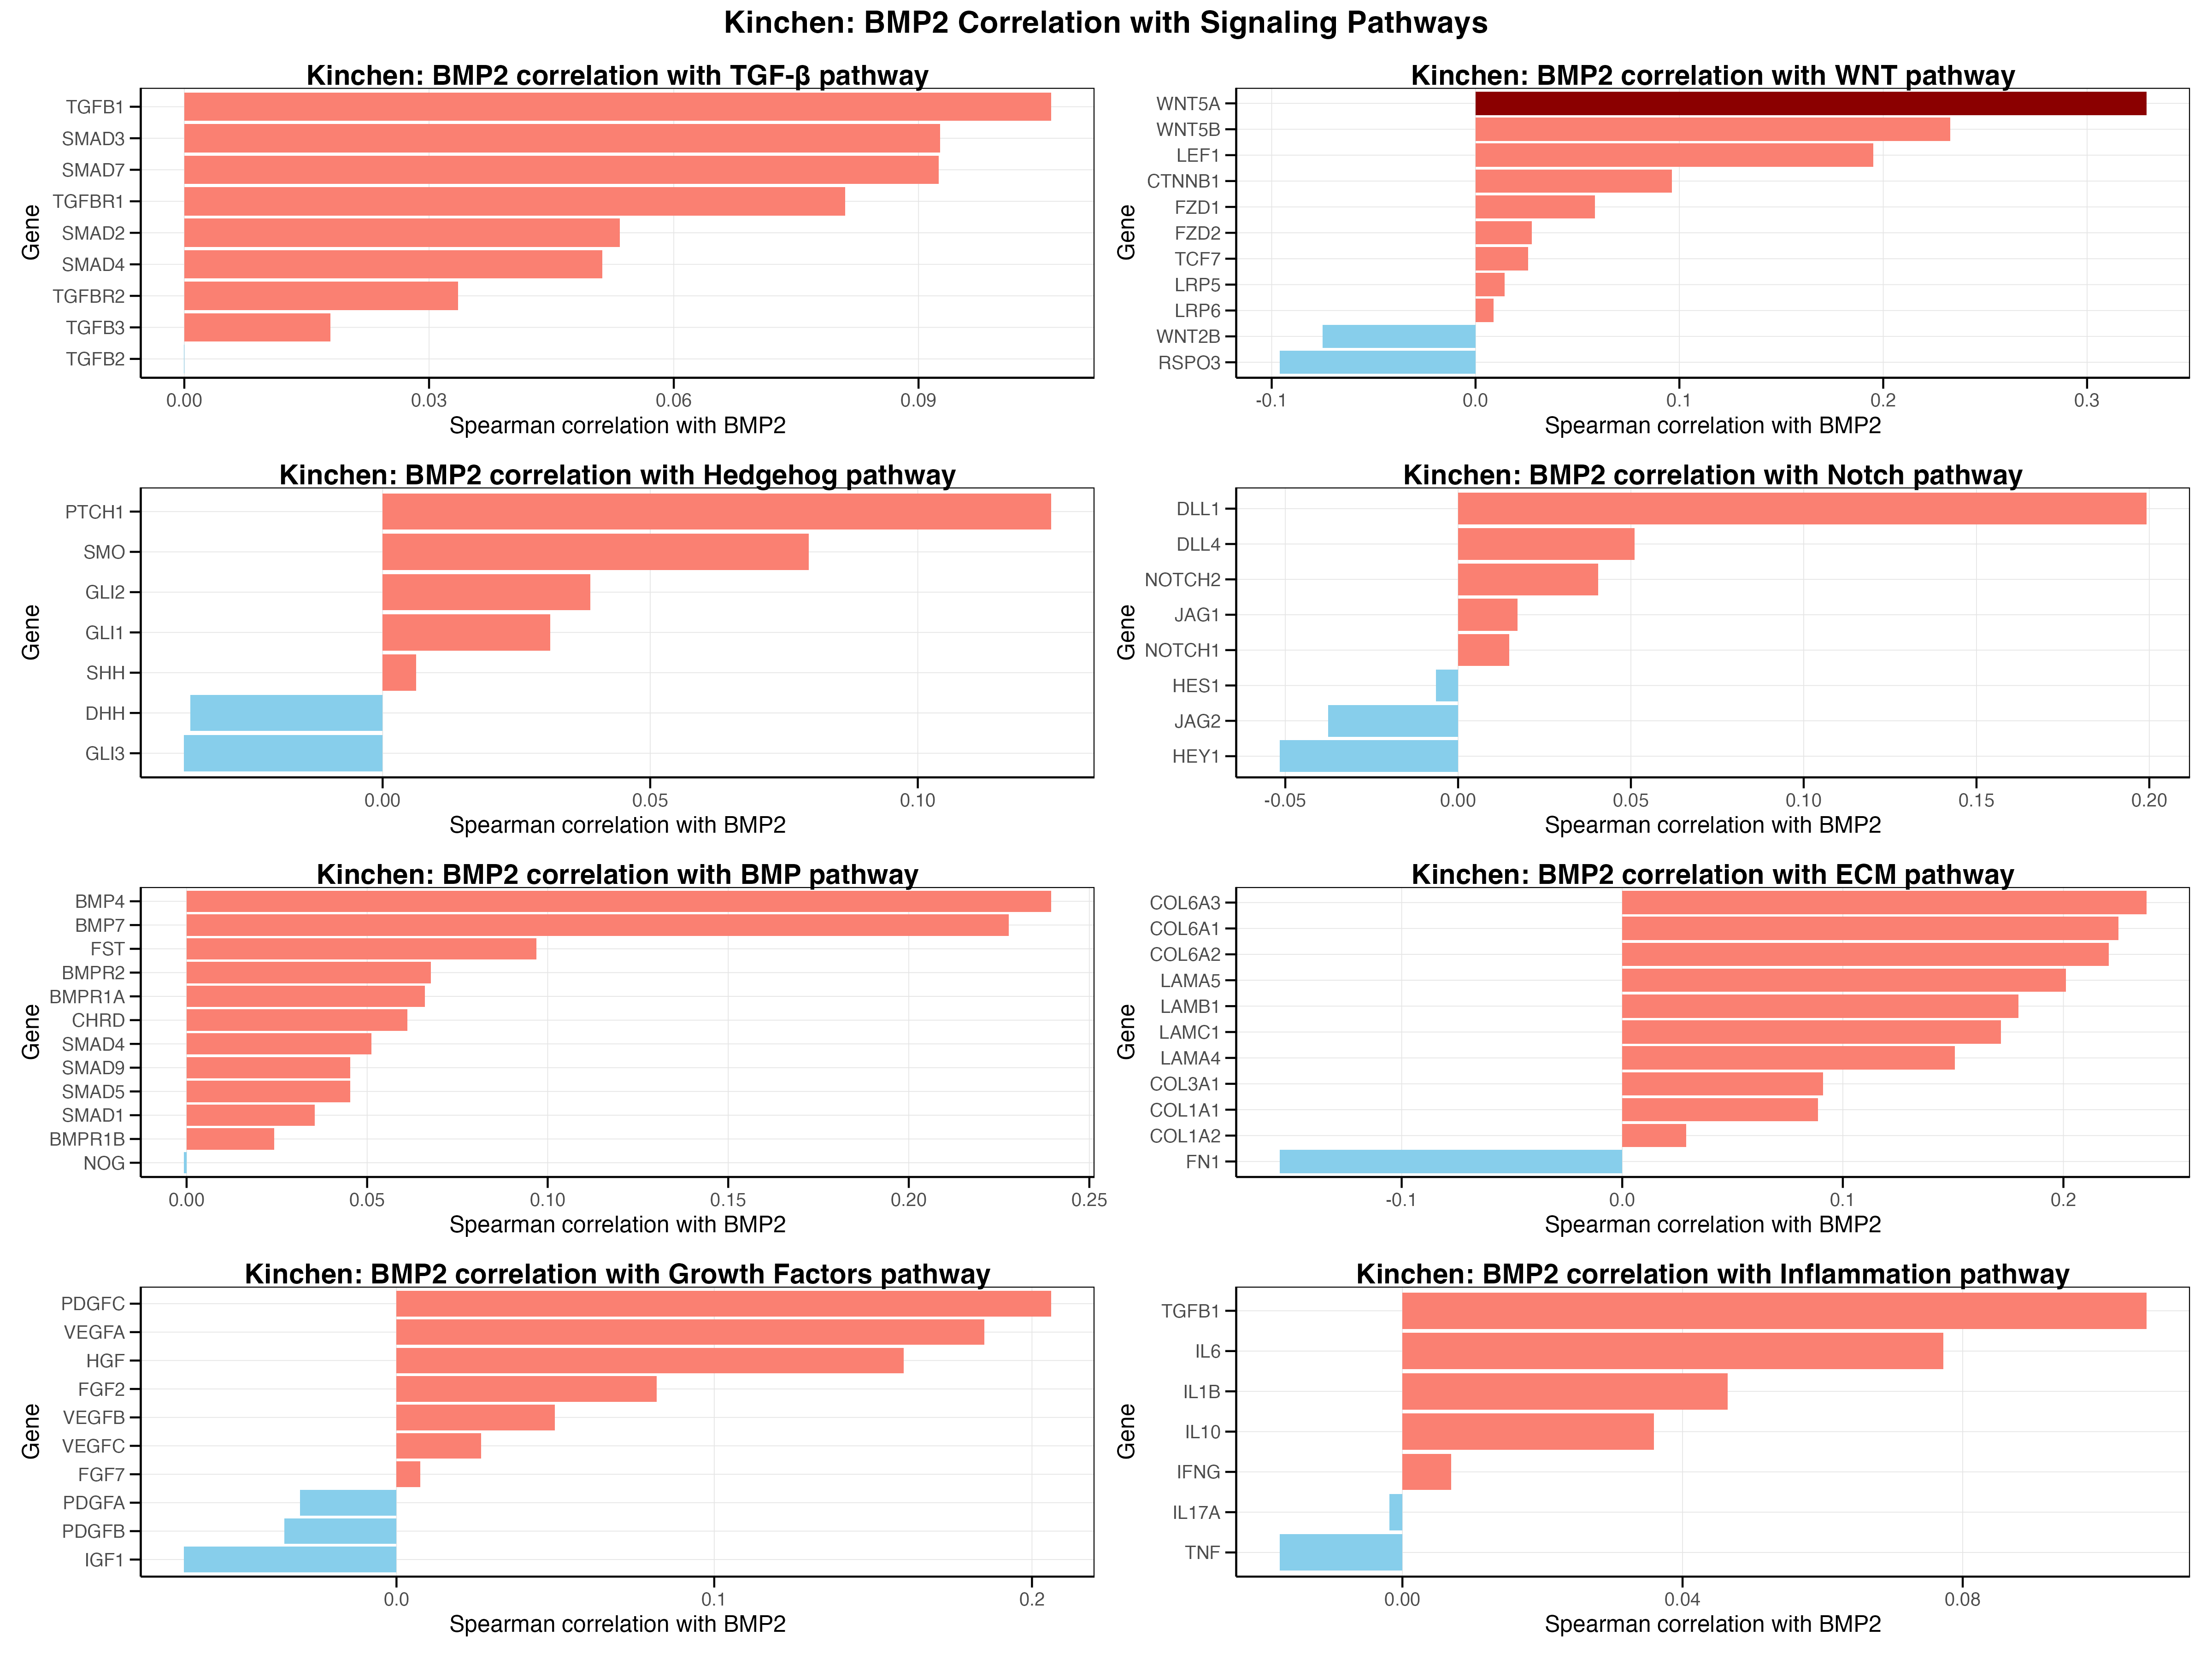 Kinchen: BMP2 Correlation with Signaling Pathways
Kinchen: BMP2 correlation with TGF-β pathway
Gene
TGFB1
SMAD3
SMAD7
TGFBR1
SMAD2
SMAD4
TGFBR2
TGFB3
TGFB2
0.00 0.03 0.06 0.09
Spearman correlation with BMP2
Kinchen: BMP2 correlation with WNT pathway
Gene
WNT5A
WNT5B
LEF1
CTNNB1
FZD1
FZD2
TCF7
LRP5
LRP6
WNT2B
RSPO3
-0.1 0.0 0.1 0.2 0.3
Spearman correlation with BMP2
Kinchen: BMP2 correlation with Hedgehog pathway
Gene
PTCH1
SMO
GLI2
GLI1
SHH
DHH
GLI3
0.00 0.05 0.10
Spearman correlation with BMP2
Kinchen: BMP2 correlation with Notch pathway
Gene
DLL1
DLL4
NOTCH2
JAG1
NOTCH1
HES1
JAG2
HEY1
-0.05 0.00 0.05 0.10 0.15 0.20
Spearman correlation with BMP2
Kinchen: BMP2 correlation with BMP pathway
Gene
BMP4
BMP7
FST
BMPR2
BMPR1A
CHRD
SMAD4
SMAD9
SMAD5
SMAD1
BMPR1B
NOG
0.00 0.05 0.10 0.15 0.20 0.25
Spearman correlation with BMP2
Kinchen: BMP2 correlation with ECM pathway
Gene
COL6A3
COL6A1
COL6A2
LAMA5
LAMB1
LAMC1
LAMA4
COL3A1
COL1A1
COL1A2
FN1
-0.1 0.0 0.1 0.2
Spearman correlation with BMP2
Kinchen: BMP2 correlation with Growth Factors pathway
Gene
PDGFC
VEGFA
HGF
FGF2
VEGFB
VEGFC
FGF7
PDGFA
PDGFB
IGF1
0.0 0.1 0.2
Spearman correlation with BMP2
Kinchen: BMP2 correlation with Inflammation pathway
Gene
TGFB1
IL6
IL1B
IL10
IFNG
IL17A
TNF
0.00 0.04 0.08
Spearman correlation with BMP2